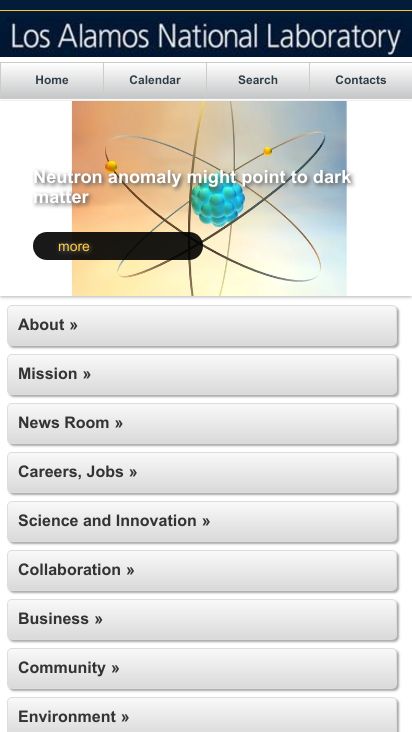 Los Alamos National Laboratory
Home Calendar Search Contacts
Neutron anomaly might point to dark
matter
more
About »
Mission »
News Room »
Careers, Jobs »
Science and Innovation »
Collaboration »
Business »
Community »
Environment »